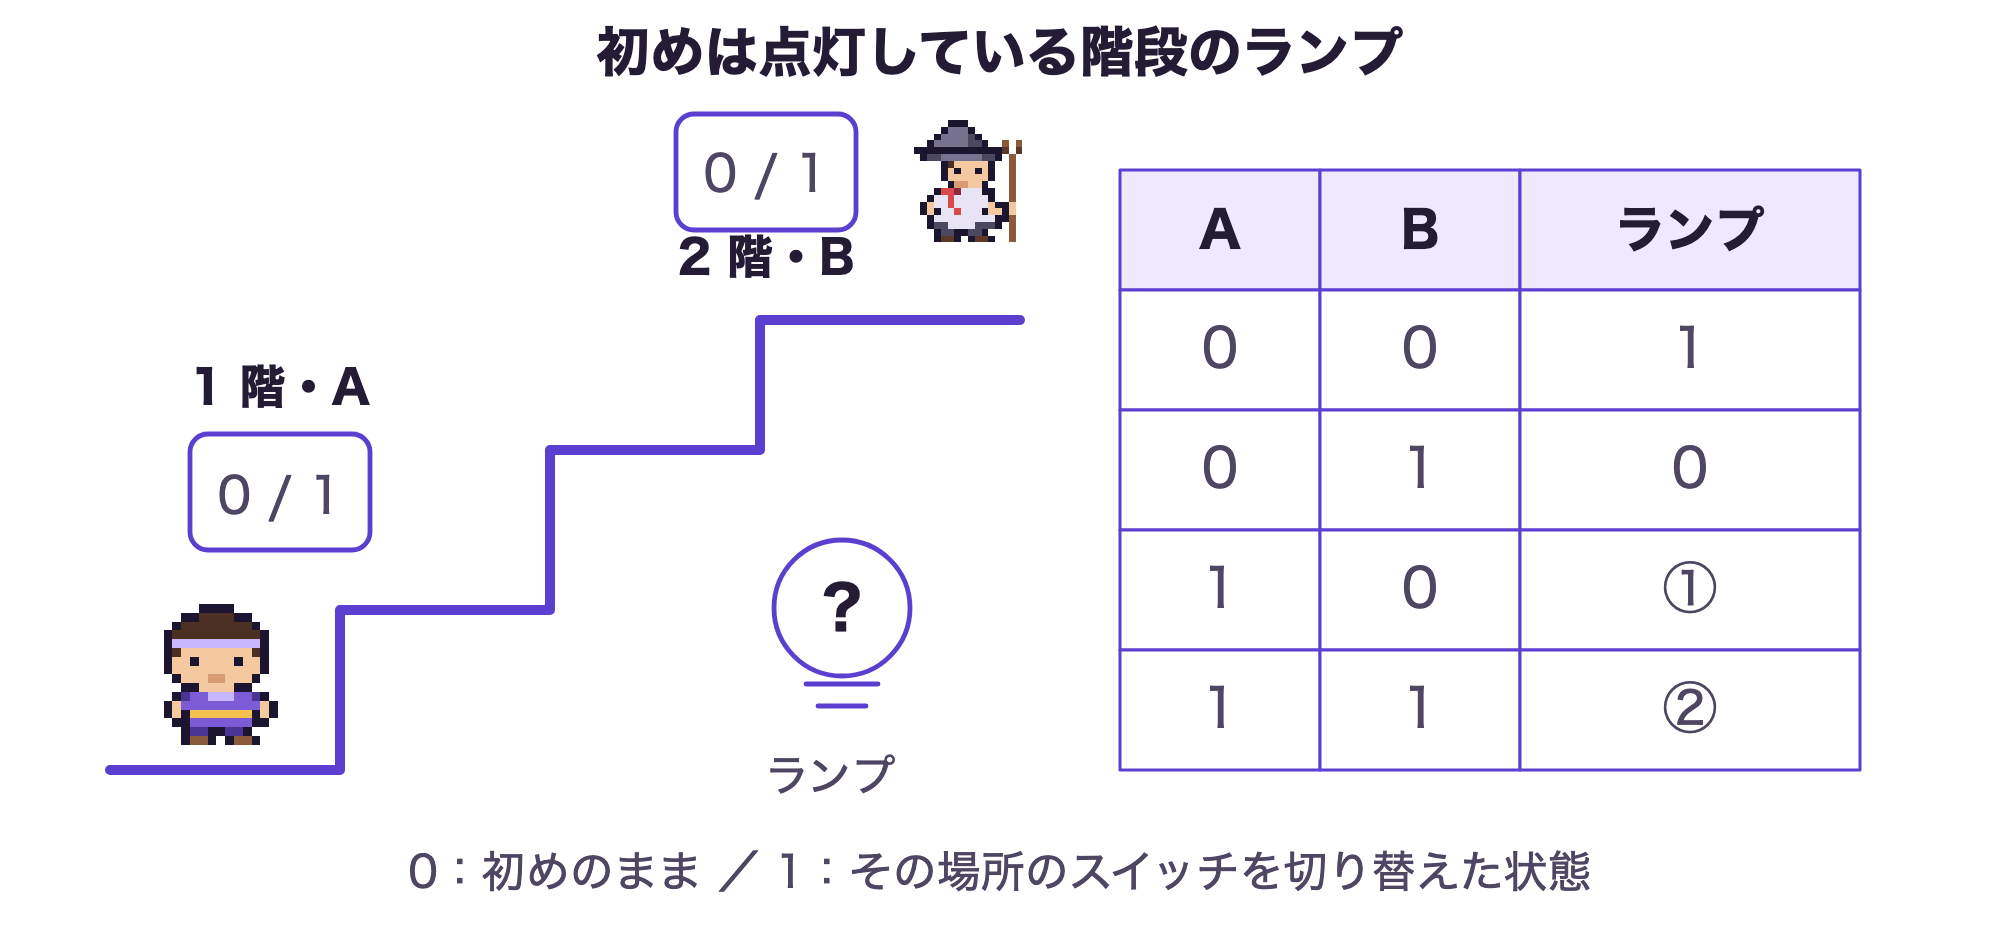 初めは点灯している階段のランプ
0 / 1
2 階・B
1 階・A
0 / 1
?
ランプ
A B ランプ
0 0 1
0 1 0
1 0 ①
1 1 ②
0：初めのまま ／ 1：その場所のスイッチを切り替えた状態